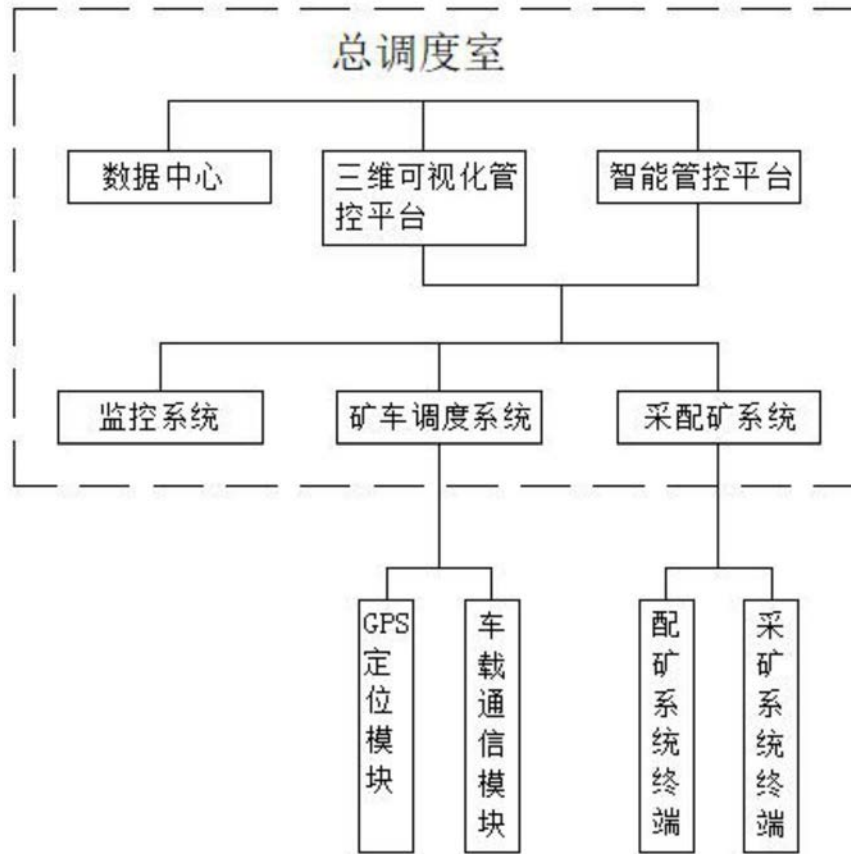 总调度室
数据中心
三维可视化管
控平台
智能管控平台
监控系统
矿车调度系统
采配矿系统
GPS定位模块
车载通信模块
配矿系统终端
采矿系统终端